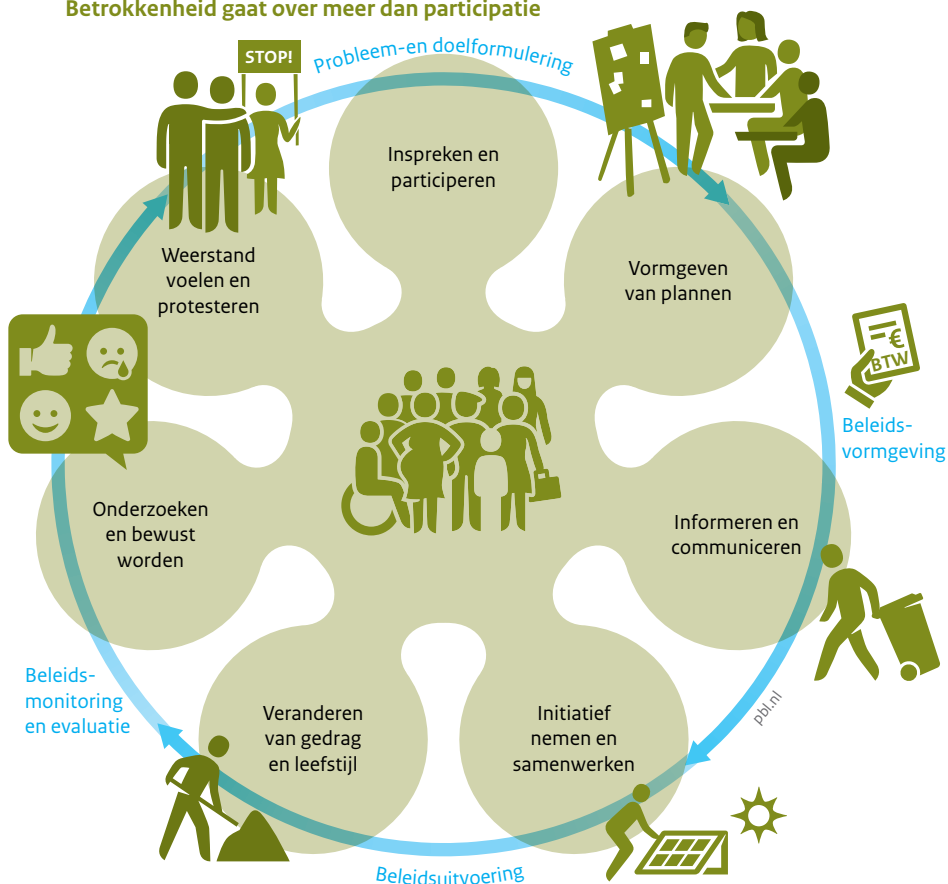 Betrokkenheid gaat over meer dan participatie
Probleem-en doelformulering
STOP!
Inspreken en
participeren
Weerstand
voelen en
protesteren
Vormgeven
van plannen
€
BTW
Beleids-
vormgeving
Onderzoeken
en bewust
worden
Informeren en
communiceren
Beleids-
monitoring
en evaluatie
Veranderen
van gedrag
en leefstijl
Initiatief
nemen en
samenwerken
pbl.nl
Beleidsuitvoering